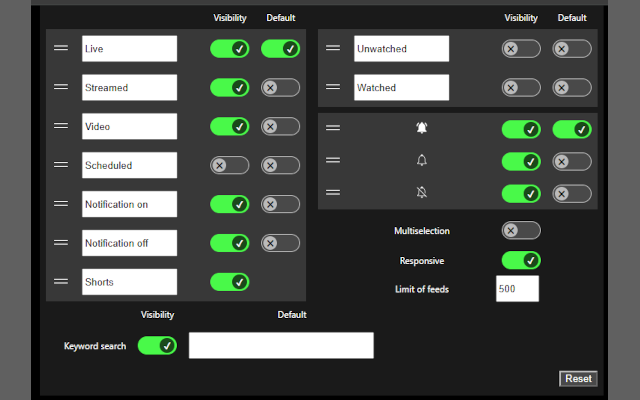 Visibility Default
Live
Streamed
Video
Scheduled
Notification on
Notification off
Shorts
Visibility Default
Unwatched
Watched
Multiselection
Responsive
Limit of feeds 500
Visibility Default
Keyword search
Reset